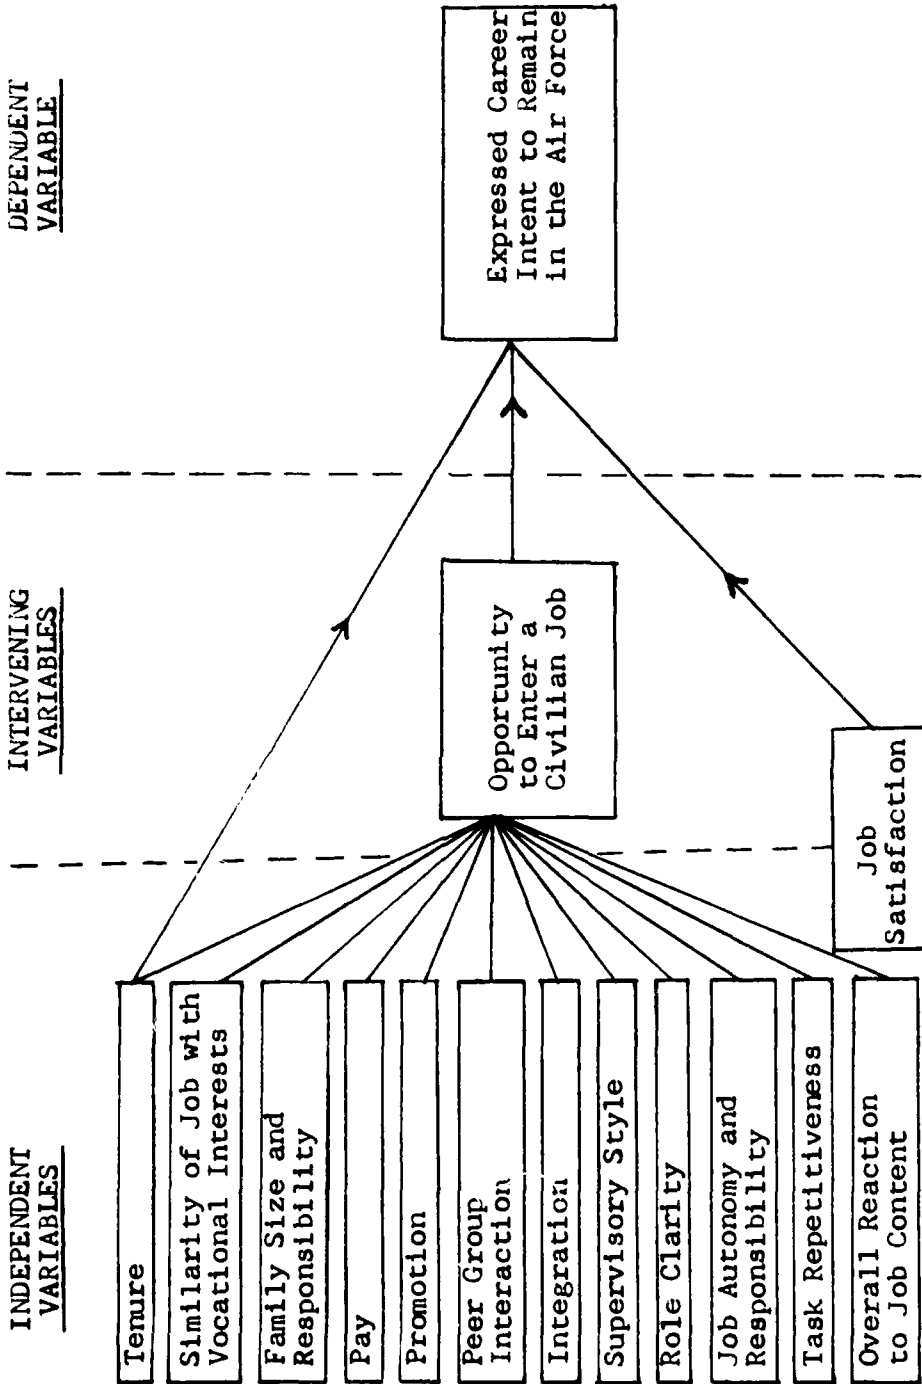 INDEPENDENT
VARIABLES
INTERVENING
VARIABLES
DEPENDENT
VARIABLE
Tenure
Similarity of Job with
Vocational Interests
Family Size and
Responsibility
Pay
Promotion
Peer Group
Interaction
Integration
Supervisory Style
Role Clarity
Job Autonomy and
Responsibility
Task Repetitiveness
Overall Reaction
to Job Content
Opportunity
to Enter a
Civilian Job
Job
Satisfaction
Expressed Career
Intent to Remain
in the Air Force